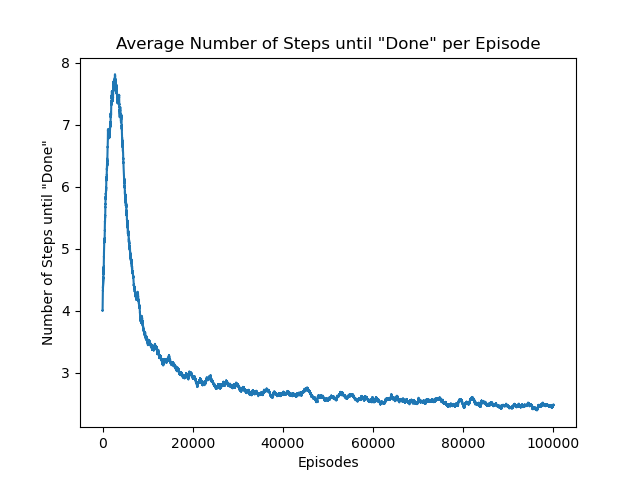 Average Number of Steps until "Done" per Episode
8
7
6
5
4
3
Number of Steps until "Done"
0 20000 40000 60000 80000 100000
Episodes